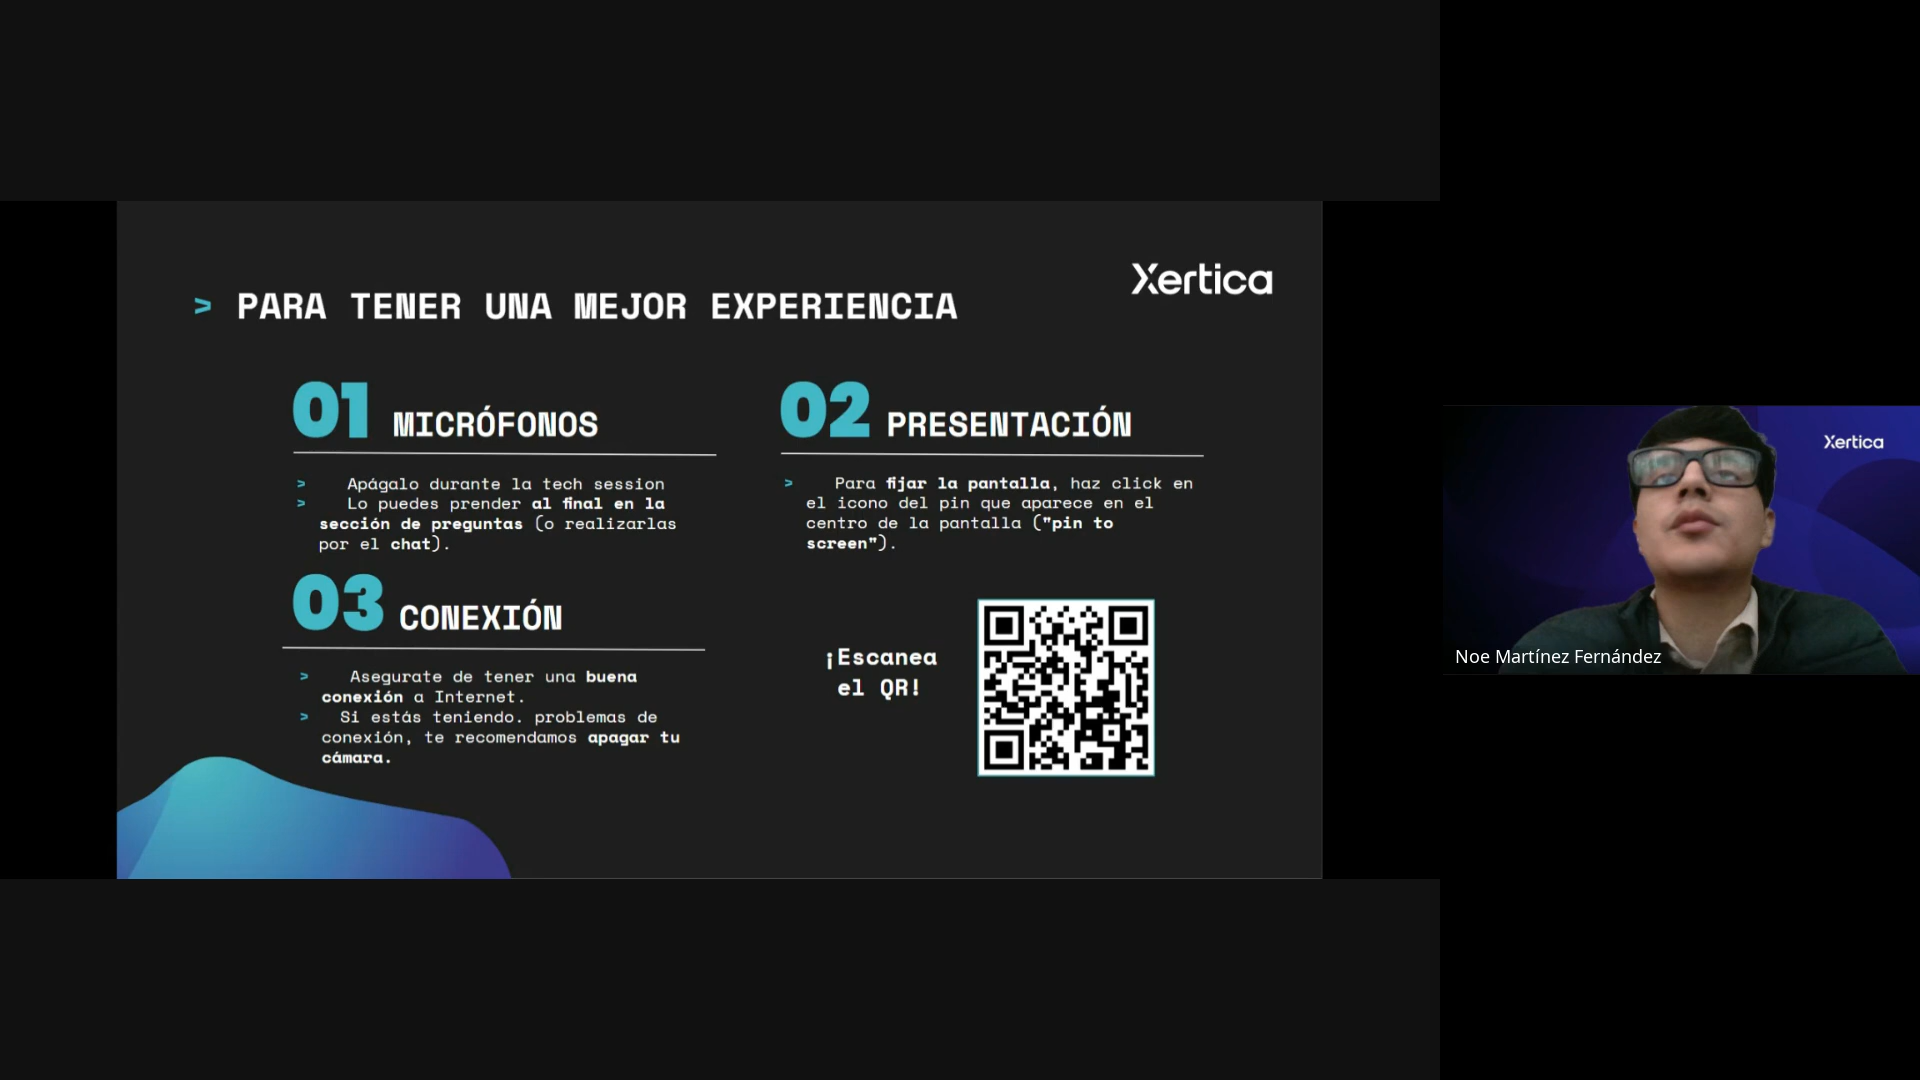 Xertica
> PARA TENER UNA MEJOR EXPERIENCIA
01 MICRÓFONOS
> Apágalo durante la tech session
> Lo puedes prender al final en la
sección de preguntas (o realizarlas
por el chat).
02 PRESENTACIÓN
> Para fijar la pantalla, haz click en
el icono del pin que aparece en el
centro de la pantalla ("pin to
screen").
03 CONEXIÓN
> Asegurate de tener una buena
conexión a Internet.
> Si estás teniendo. problemas de
conexión, te recomendamos apagar tu
cámara.
¡Escanea
el QR!
Xertica
Noe Martínez Fernández